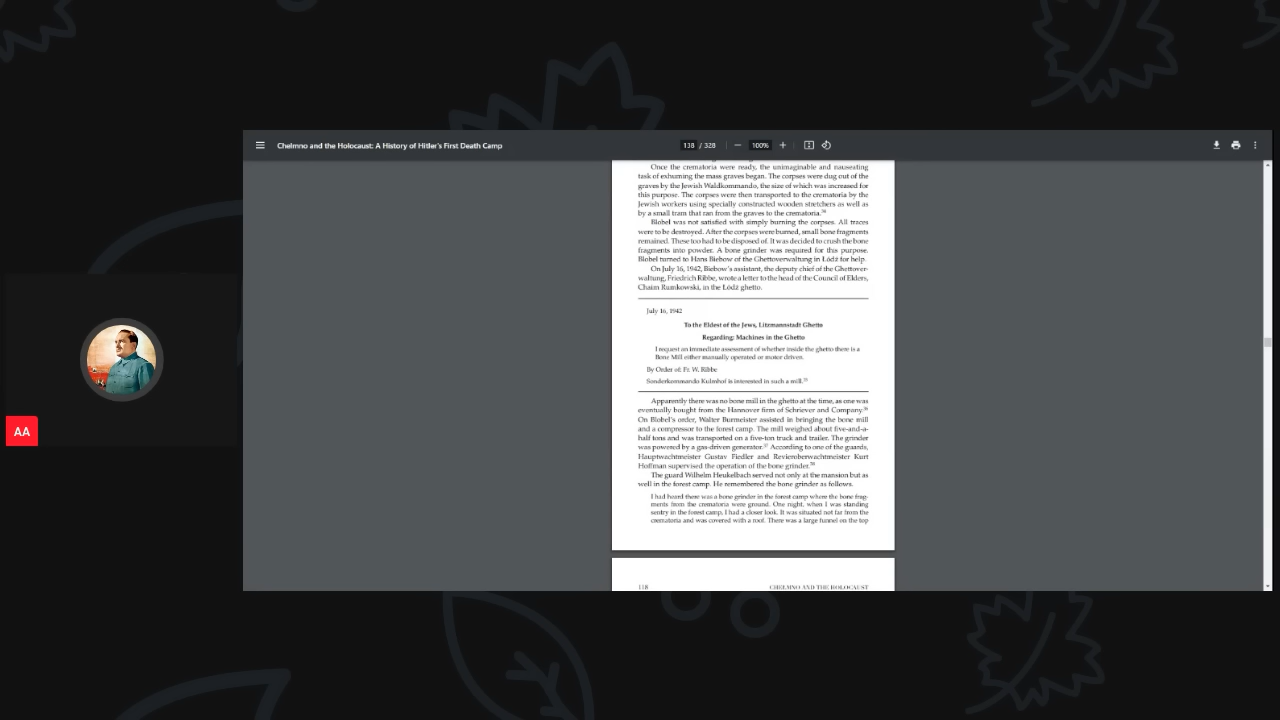 Chelmno and the Holocaust: A History of Hitler's First Death Camp
138 / 328
100%
Once the crematoria were ready, the unimaginable and nauseating
task of exhuming the mass graves began. The corpses were dug out of the
graves by the Jewish Waldkommando, the size of which was increased for
this purpose. The corpses were then transported to the crematoria by the
Jewish workers using specially constructed wooden stretchers as well as
by a small tram that ran from the graves to the crematoria.
Blobel was not satisfied with simply burning the corpses. All traces
were to be destroyed. After the corpses were burned, small bone fragments
remained. These too had to be disposed of. It was decided to crush the bone
fragments into powder. A bone grinder was required for this purpose.
Blobel turned to Hans Biebow of the Ghettoverwaltung in Łódź for help.
On July 16, 1942, Biebow's assistant, the deputy chief of the Ghettover-
waltung, Friedrich Ribbe, wrote a letter to the head of the Council of Elders,
Chaim Rumkowski, in the Łódź ghetto.
July 16, 1942
To the Eldest of the Jews, Litzmannstadt Ghetto
Regarding: Machines in the Ghetto
I request an immediate assessment of whether inside the ghetto there is a
Bone Mill either manually operated or motor driven.
By Order of: Fr. W. Ribbe
Sonderkommando Kulmhof is interested in such a mill.
Apparently there was no bone mill in the ghetto at the time, as one was
eventually bought from the Hannover firm of Schriever and Company.
On Blobel's order, Walter Burmeister assisted in bringing the bone mill
and a compressor to the forest camp. The mill weighed about five-and-a-
half tons and was transported on a five-ton truck and trailer. The grinder
was powered by a gas-driven generator. According to one of the guards,
Hauptwachtmeister Gustav Fiedler and Revieroberwachtmeister Kurt
Hoffman supervised the operation of the bone grinder.
The guard Wilhelm Heukelbach served not only at the mansion but as
well in the forest camp. He remembered the bone grinder as follows.
I had heard there was a bone grinder in the forest camp where the bone frag-
ments from the crematoria were ground. One night, when I was standing
sentry in the forest camp, I had a closer look. It was situated not far from the
crematoria and was covered with a roof. There was a large funnel on the top
118 CHELMNO AND THE HOLOCAUST
AA